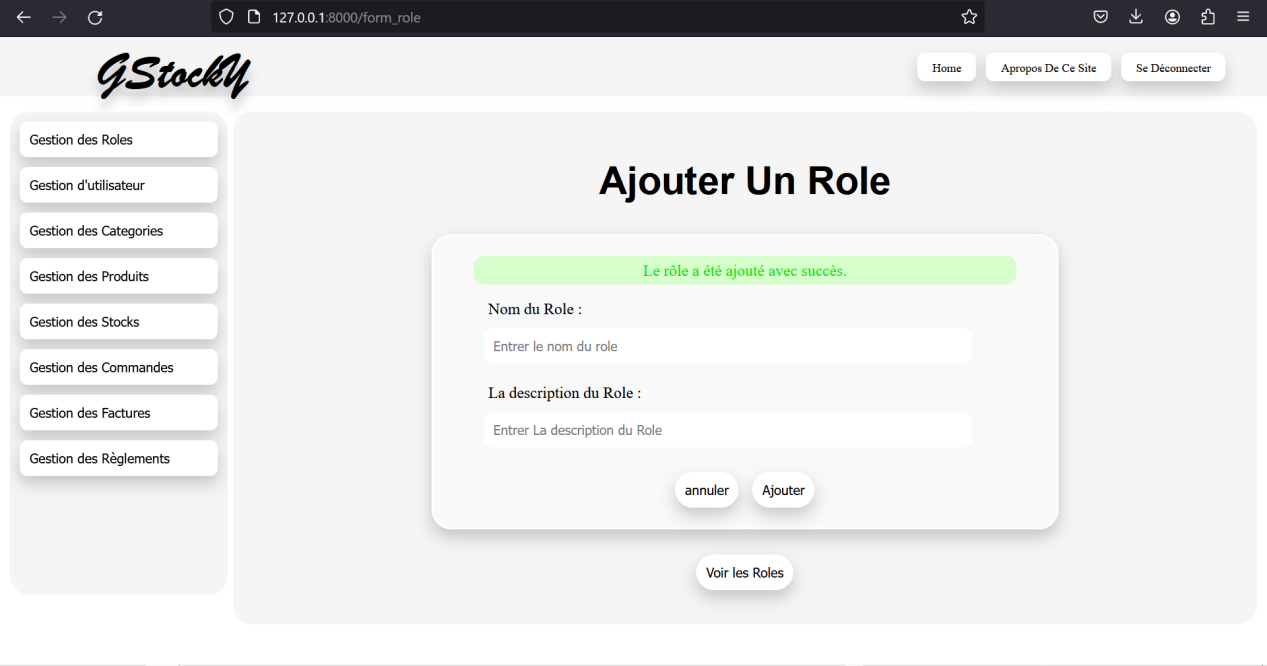 127.0.0.1:8000/form_role
GStockY
Home
Apropos De Ce Site
Se Déconnecter
Gestion des Roles
Gestion d'utilisateur
Gestion des Categories
Gestion des Produits
Gestion des Stocks
Gestion des Commandes
Gestion des Factures
Gestion des Règlements
Ajouter Un Role
Le rôle a été ajouté avec succès.
Nom du Role :
Entrer le nom du role
La description du Role :
Entrer La description du Role
annuler
Ajouter
Voir les Roles